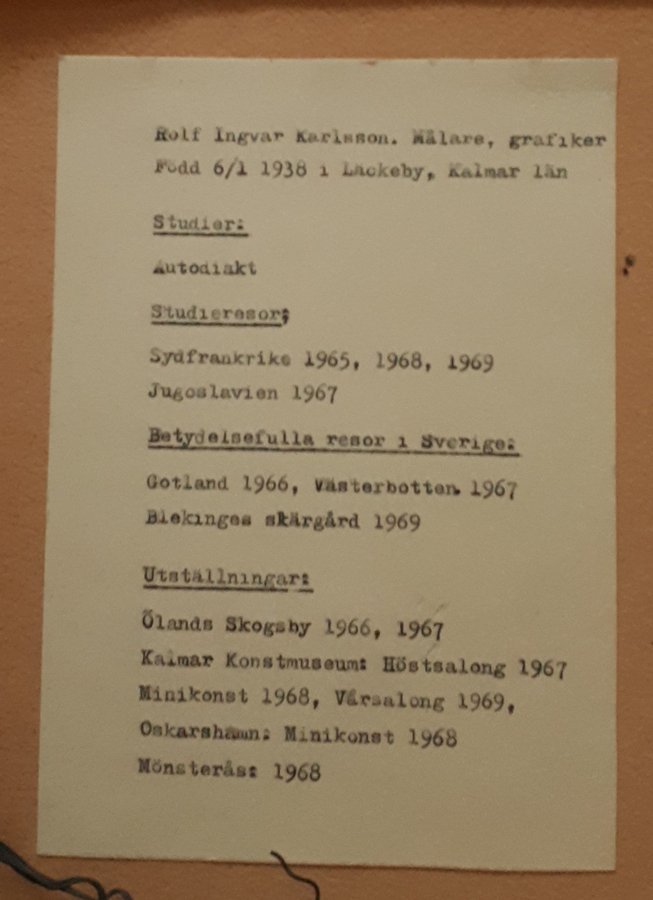 Rolf Ingvar Karlsson. Målare, grafiker
Född 6/1 1938 i Läckeby, Kalmar län
Studier:
Autodiakt
Studieresor;
Sydfrankrike 1965, 1968, 1969
Jugoslavien 1967
Betydelsefulla resor i Sverige:
Gotland 1966, Västerbotten 1967
Blekinges skärgård 1969
Utställningar:
Ölands Skogsby 1966, 1967
Kalmar Konstmuseum: Höstsalong 1967
Minikonst 1968, Vårsalong 1969,
Oskarshamn: Minikonst 1968
Mönsterås: 1968